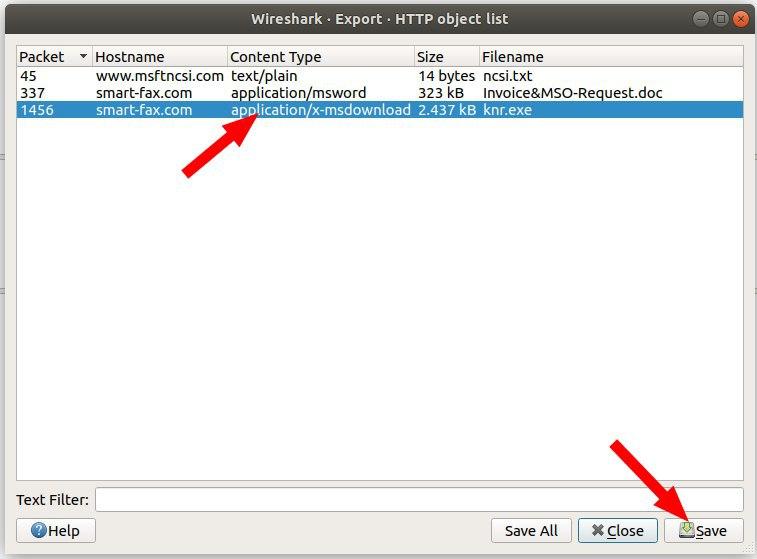 Wireshark · Export · HTTP object list
Packet Hostname Content Type Size Filename
45 www.msftncsi.com text/plain 14 bytes ncsi.txt
337 smart-fax.com application/msword 323 kB Invoice&MSO-Request.doc
1456 smart-fax.com application/x-msdownload 2.437 kB knr.exe
Text Filter:
Help Save All Close Save